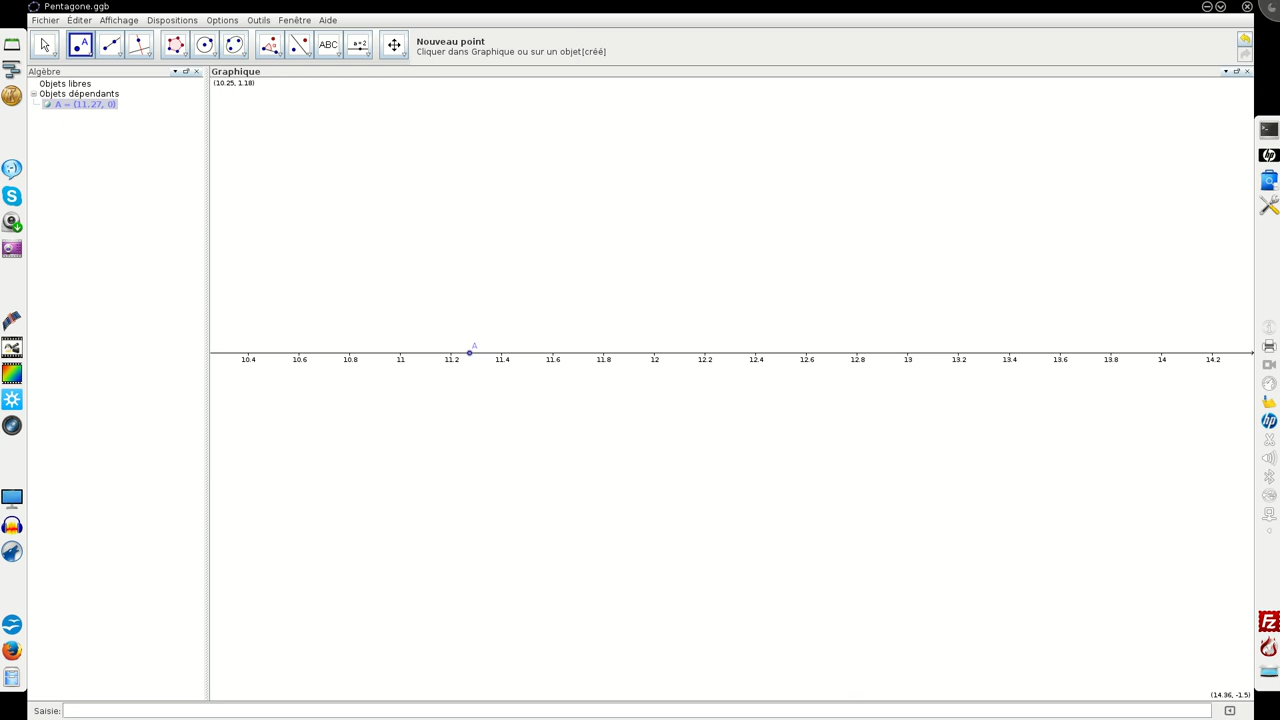 Pentagone.ggb
Fichier Éditer Affichage Dispositions Options Outils Fenêtre Aide
A
ABC
a=2
Nouveau point
Cliquer dans Graphique ou sur un objet[créé]
Algèbre
Graphique
Objets libres
Objets dépendants
A = (11.27, 0)
(10.25, 1.18)
A
10.4 10.6 10.8 11 11.2 11.4 11.6 11.8 12 12.2 12.4 12.6 12.8 13 13.2 13.4 13.6 13.8 14 14.2
(14.36, -1.5)
Saisie:
S
hp
hp
Fz